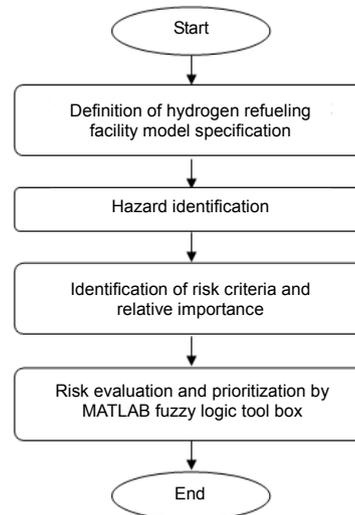 Start
Definition of hydrogen refueling
facility model specification
Hazard identification
Identification of risk criteria and
relative importance
Risk evaluation and prioritization by
MATLAB fuzzy logic tool box
End